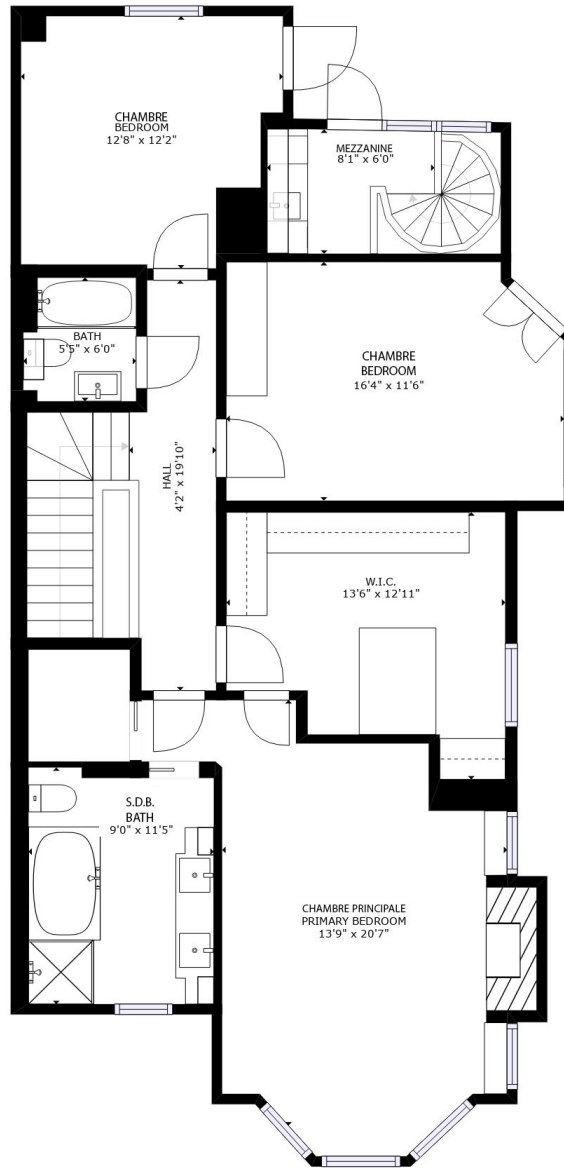 CHAMBRE
BEDROOM
12'8" x 12'2"
MEZZANINE
8'1" x 6'0"
BATH
5'5" x 6'0"
CHAMBRE
BEDROOM
16'4" x 11'6"
HALL
4'2" x 19'10"
W.I.C.
13'6" x 12'11"
S.D.B.
BATH
9'0" x 11'5"
CHAMBRE PRINCIPALE
PRIMARY BEDROOM
13'9" x 20'7"